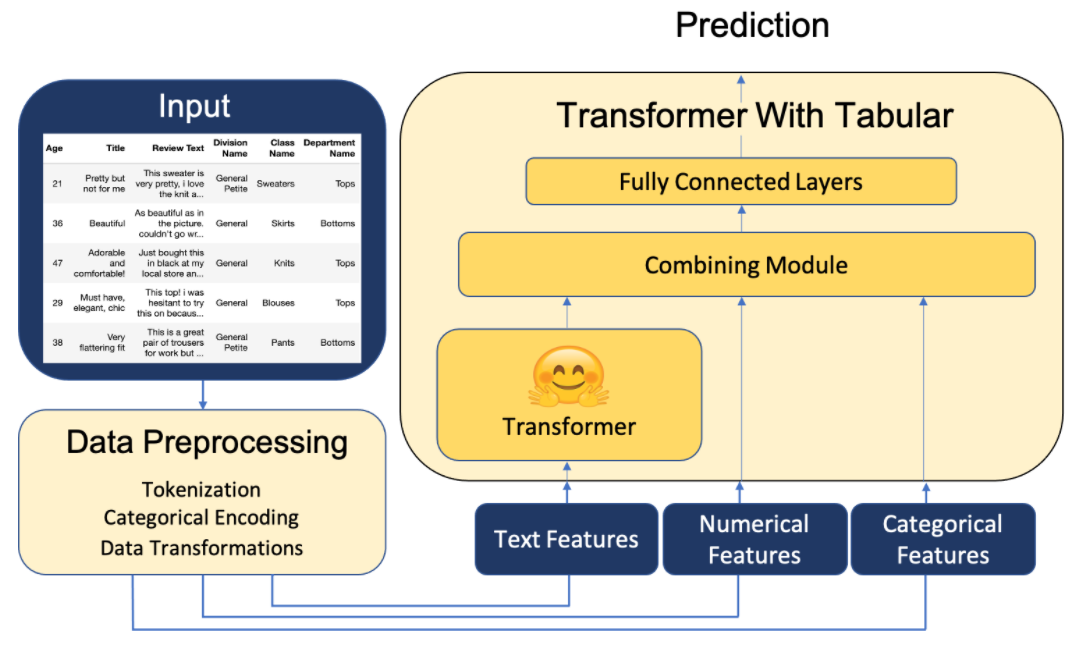 Prediction
Input
Age Title Review Text Division Name Class Name Department Name
21 Pretty but not for me This sweater is very pretty, i love the knit a... General Petite Sweaters Tops
36 Beautiful As beautiful as in the picture. couldn't go wr... General Skirts Bottoms
47 Adorable and comfortable! Just bought this in black at my local store an... General Knits Tops
29 Must have, elegant, chic This top! i was hesitant to try this on becaus... General Blouses Tops
38 Very flattering fit This is a great pair of trousers for work but ... General Petite Pants Bottoms
Data Preprocessing
Tokenization
Categorical Encoding
Data Transformations
Transformer With Tabular
Fully Connected Layers
Combining Module
Transformer
Text Features
Numerical
Features
Categorical
Features